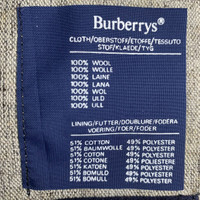 Burberrys®
CLOTH/OBERSTOFF/ETOFFE/TESSUTO
STOF/KLAEDE/TYG
100% WOOL
100% WOLLE
100% LAINE
100% LANA
100% WOL
100% ULD
100% ULL
LINING/FUTTER/DOUBLURE/FODERA
VOERING/FOER/FODER
51% COTTON 49% POLYESTER
51% BAUMWOLLE 49% POLYESTER
51% COTON 49% POLYESTER
51% COTONE 49% POLIESTERE
51% KATOEN 49% POLYESTER
51% BOMULD 49% POLYESTER
51% BOMULL 49% POLYESTER